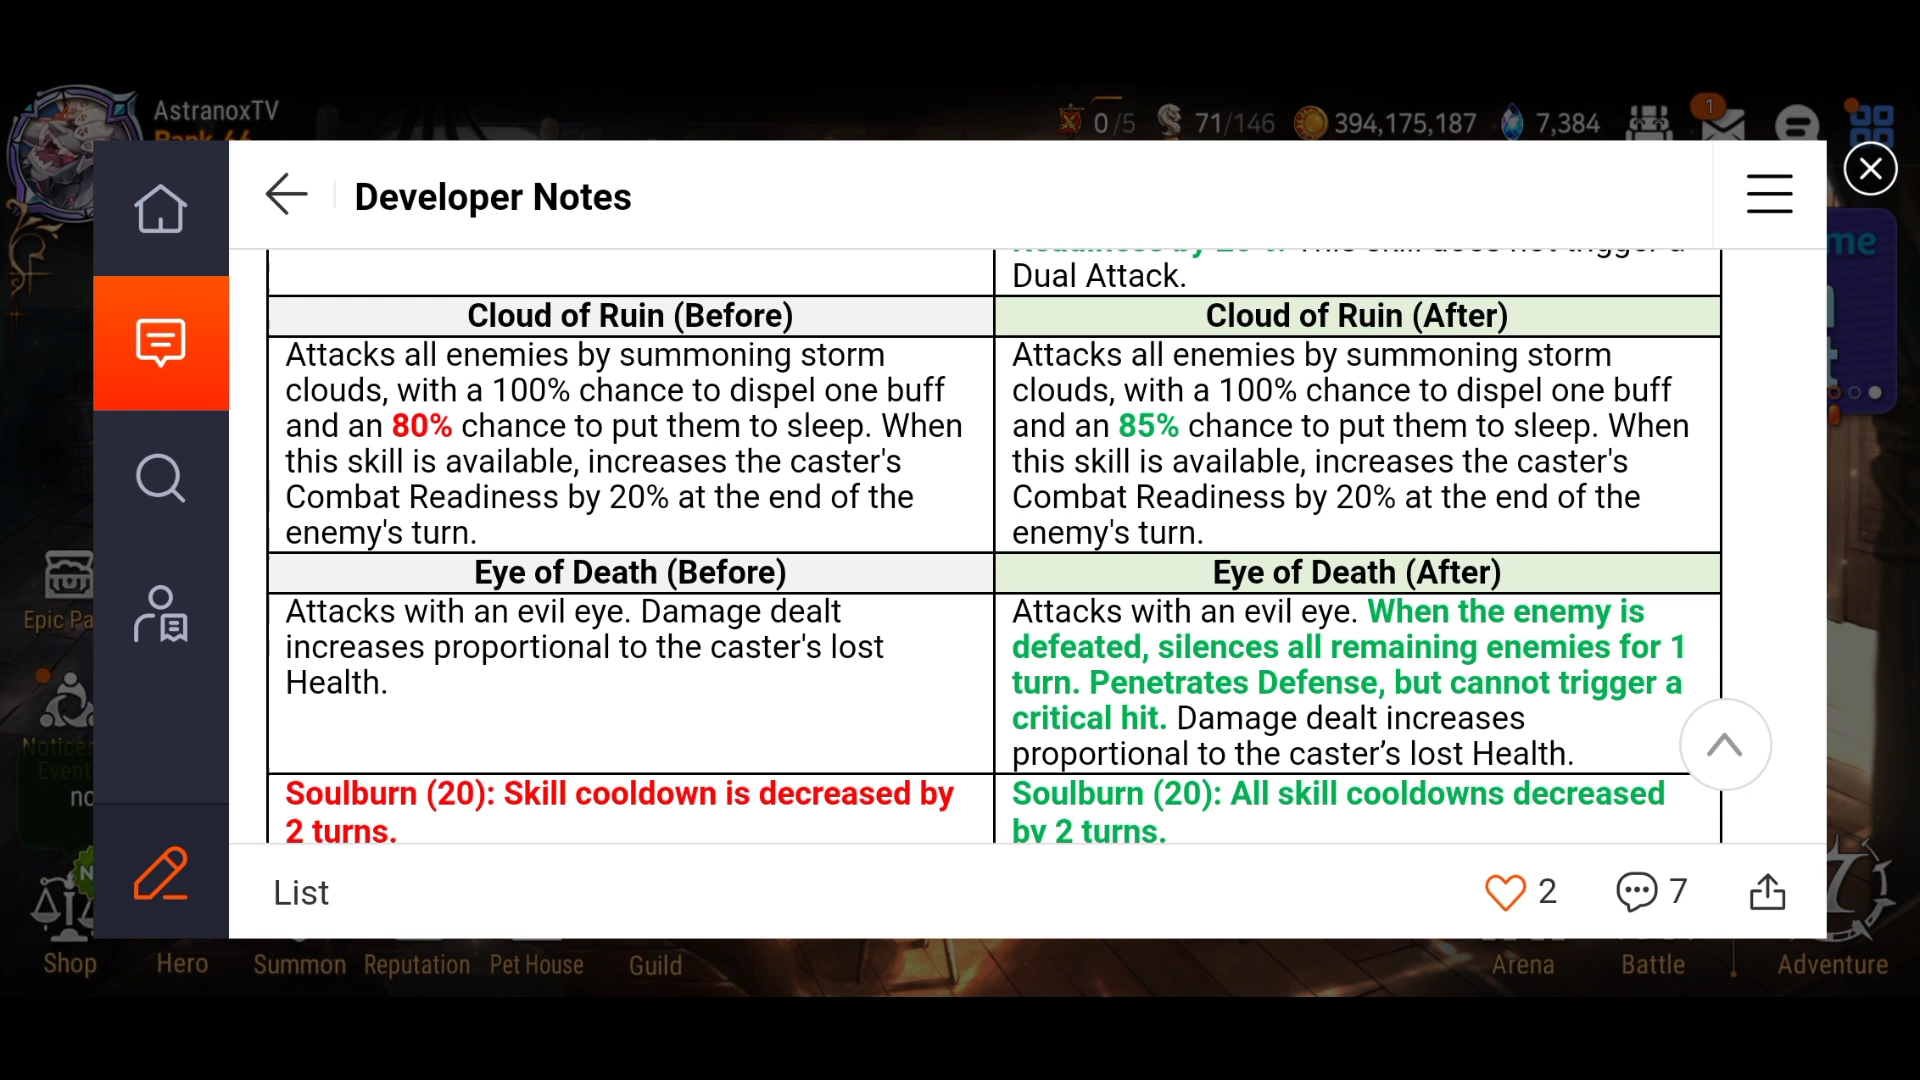 AstranoxTV
Rank 66
0/5
71/146
394,175,187
7,384
1
Developer Notes
Dual Attack.
Cloud of Ruin (Before)
Cloud of Ruin (After)
Attacks all enemies by summoning storm
clouds, with a 100% chance to dispel one buff
and an 80% chance to put them to sleep. When
this skill is available, increases the caster's
Combat Readiness by 20% at the end of the
enemy's turn.
Attacks all enemies by summoning storm
clouds, with a 100% chance to dispel one buff
and an 85% chance to put them to sleep. When
this skill is available, increases the caster's
Combat Readiness by 20% at the end of the
enemy's turn.
Eye of Death (Before)
Eye of Death (After)
Attacks with an evil eye. Damage dealt
increases proportional to the caster's lost
Health.
Attacks with an evil eye. When the enemy is
defeated, silences all remaining enemies for 1
turn. Penetrates Defense, but cannot trigger a
critical hit. Damage dealt increases
proportional to the caster’s lost Health.
Soulburn (20): Skill cooldown is decreased by
2 turns.
Soulburn (20): All skill cooldowns decreased
by 2 turns.
List
2
7
Epic Pa
Notices
Event
no
me
Shop
Hero
Summon
Reputation
Pet House
Guild
Arena
Battle
Adventure